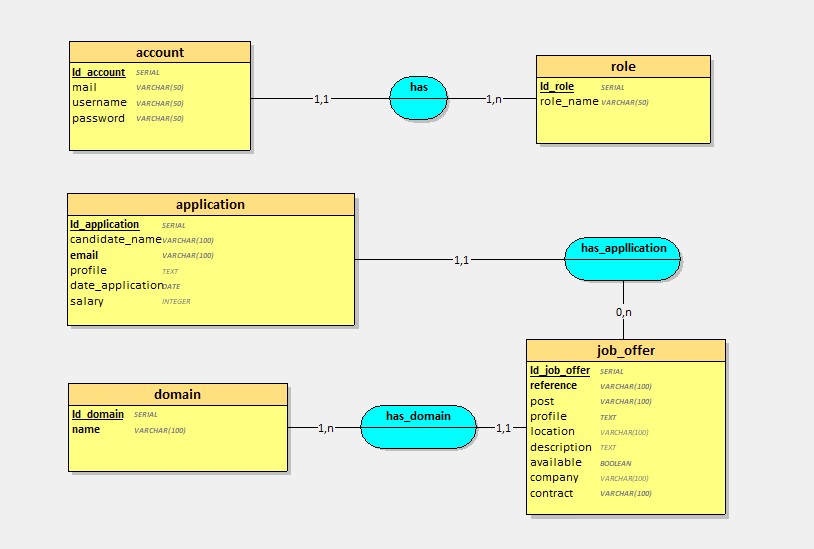 account
Id_account SERIAL
mail VARCHAR(50)
username VARCHAR(50)
password VARCHAR(50)
1,1
has
1,n
role
Id_role SERIAL
role_name VARCHAR(50)
application
Id_application SERIAL
candidate_name VARCHAR(100)
email VARCHAR(100)
profile TEXT
date_application DATE
salary INTEGER
1,1
has_appllication
0,n
job_offer
Id_job_offer SERIAL
reference VARCHAR(100)
post VARCHAR(100)
profile TEXT
location VARCHAR(100)
description TEXT
available BOOLEAN
company VARCHAR(100)
contract VARCHAR(100)
domain
Id_domain SERIAL
name VARCHAR(100)
1,n
has_domain
1,1